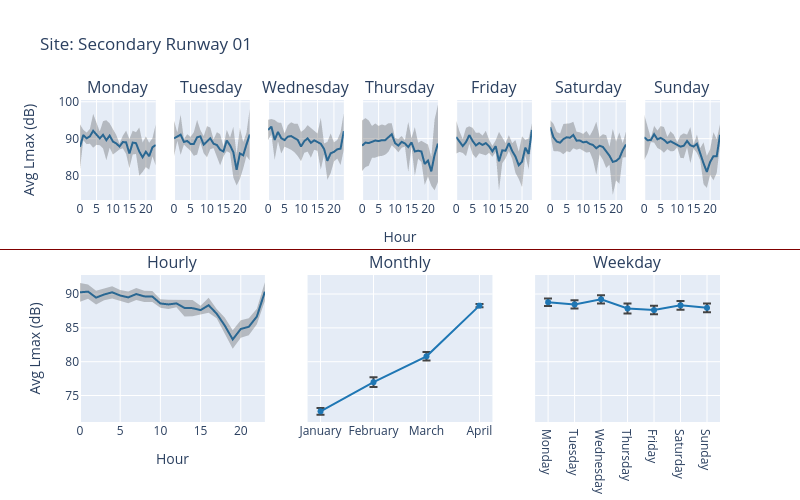 Site: Secondary Runway 01
Monday Tuesday Wednesday Thursday Friday Saturday Sunday
Avg Lmax (dB)
100
90
80
0 5 10 15 20 0 5 10 15 20 0 5 10 15 20 0 5 10 15 20 0 5 10 15 20 0 5 10 15 20 0 5 10 15 20
Hour
Hourly Monthly Weekday
Avg Lmax (dB)
90
85
80
75
0 5 10 15 20
Hour
January February March April
Monday
Tuesday
Wednesday
Thursday
Friday
Saturday
Sunday